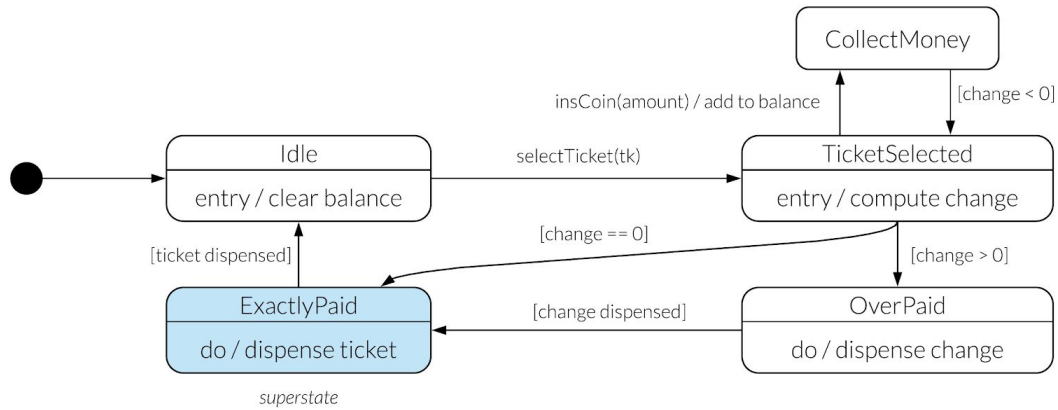 CollectMoney
insCoin(amount) / add to balance
[change < 0]
Idle
entry / clear balance
selectTicket(tk)
TicketSelected
entry / compute change
[ticket dispensed]
[change == 0]
[change > 0]
ExactlyPaid
do / dispense ticket
[change dispensed]
OverPaid
do / dispense change
superstate